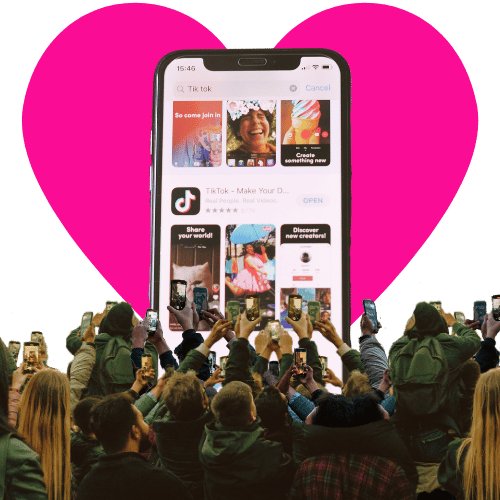 15:46
Tik tok
Cancel
So come join in
Create
something new
TikTok - Make Your D...
Real People. Real Videos.
OPEN
Share
your world!
Discover
new creators!